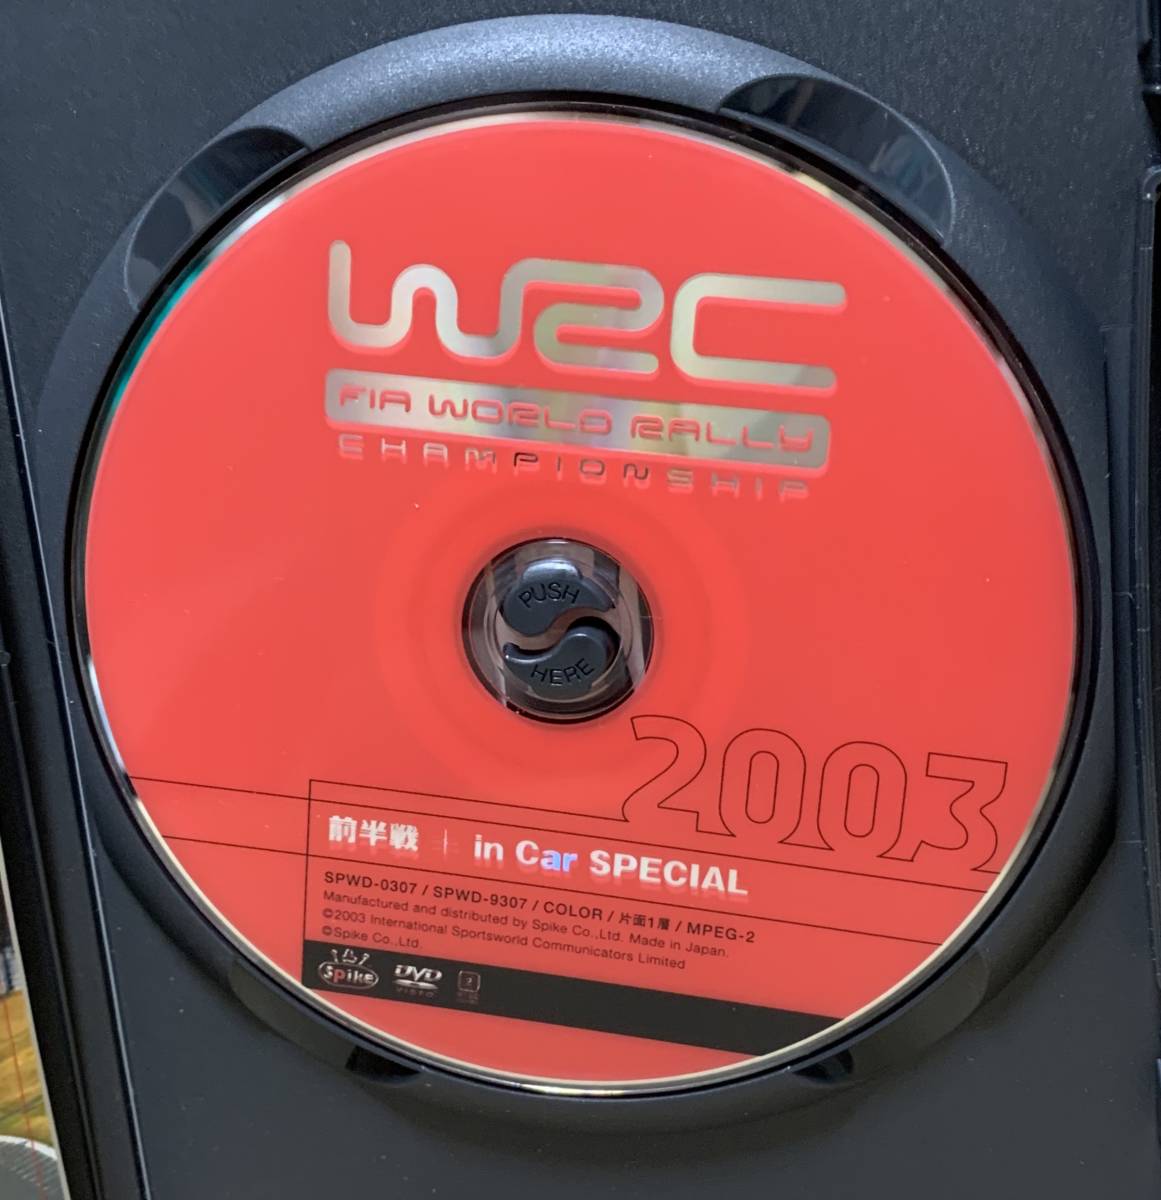 WRC
FIA WORLD RALLY
CHAMPIONSHIP
PUSH
HERE
2003
前半戦 | in Car SPECIAL
SPWD-0307 / SPWD-9307 / COLOR / 片面1層 / MPEG-2
Manufactured and distributed by Spike Co.,Ltd. Made in Japan.
©2003 International Sportsworld Communicators Limited
©Spike Co.,Ltd.
Spike DVD VIDEO 2